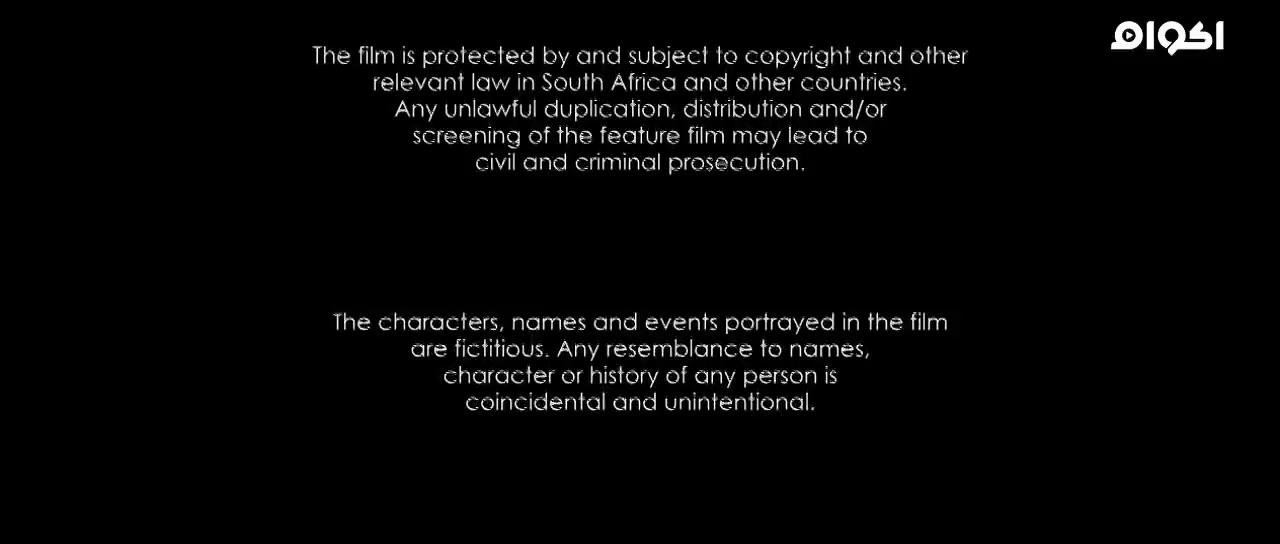 اكوام
The film is protected by and subject to copyright and other
relevant law in South Africa and other countries.
Any unlawful duplication, distribution and/or
screening of the feature film may lead to
civil and criminal prosecution.
The characters, names and events portrayed in the film
are fictitious. Any resemblance to names,
character or history of any person is
coincidental and unintentional.